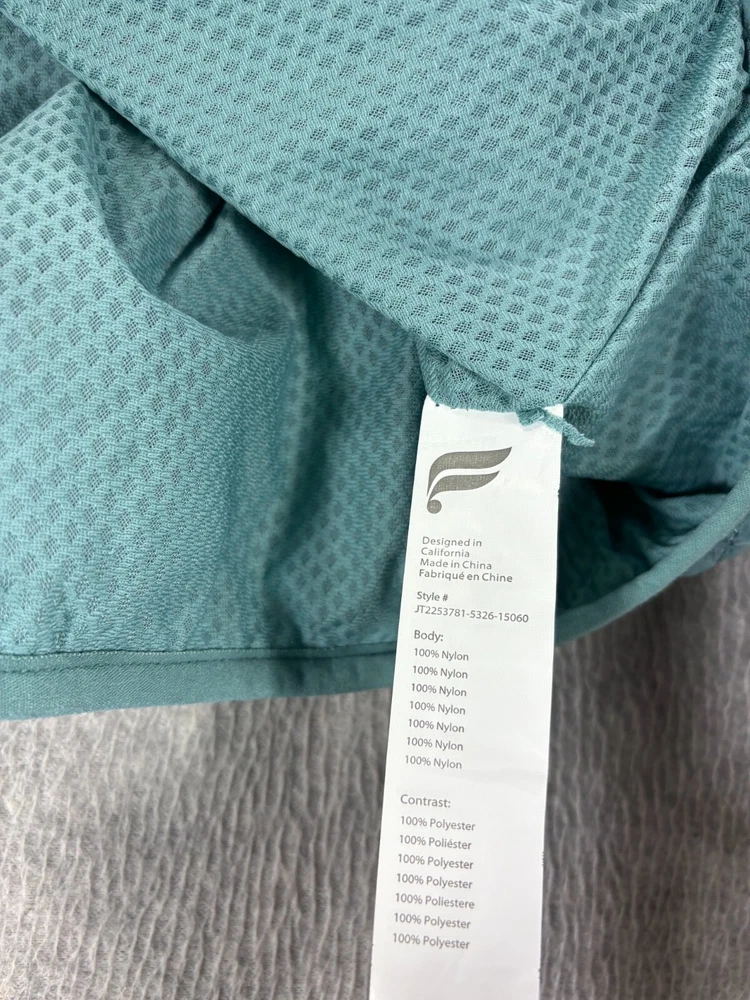 Designed in
California
Made in China
Fabriqué en Chine
Style #
JT2253781-5326-15060
Body:
100% Nylon
100% Nylon
100% Nylon
100% Nylon
100% Nylon
100% Nylon
100% Nylon
Contrast:
100% Polyester
100% Poliéster
100% Polyester
100% Polyester
100% Poliestere
100% Polyester
100% Polyester